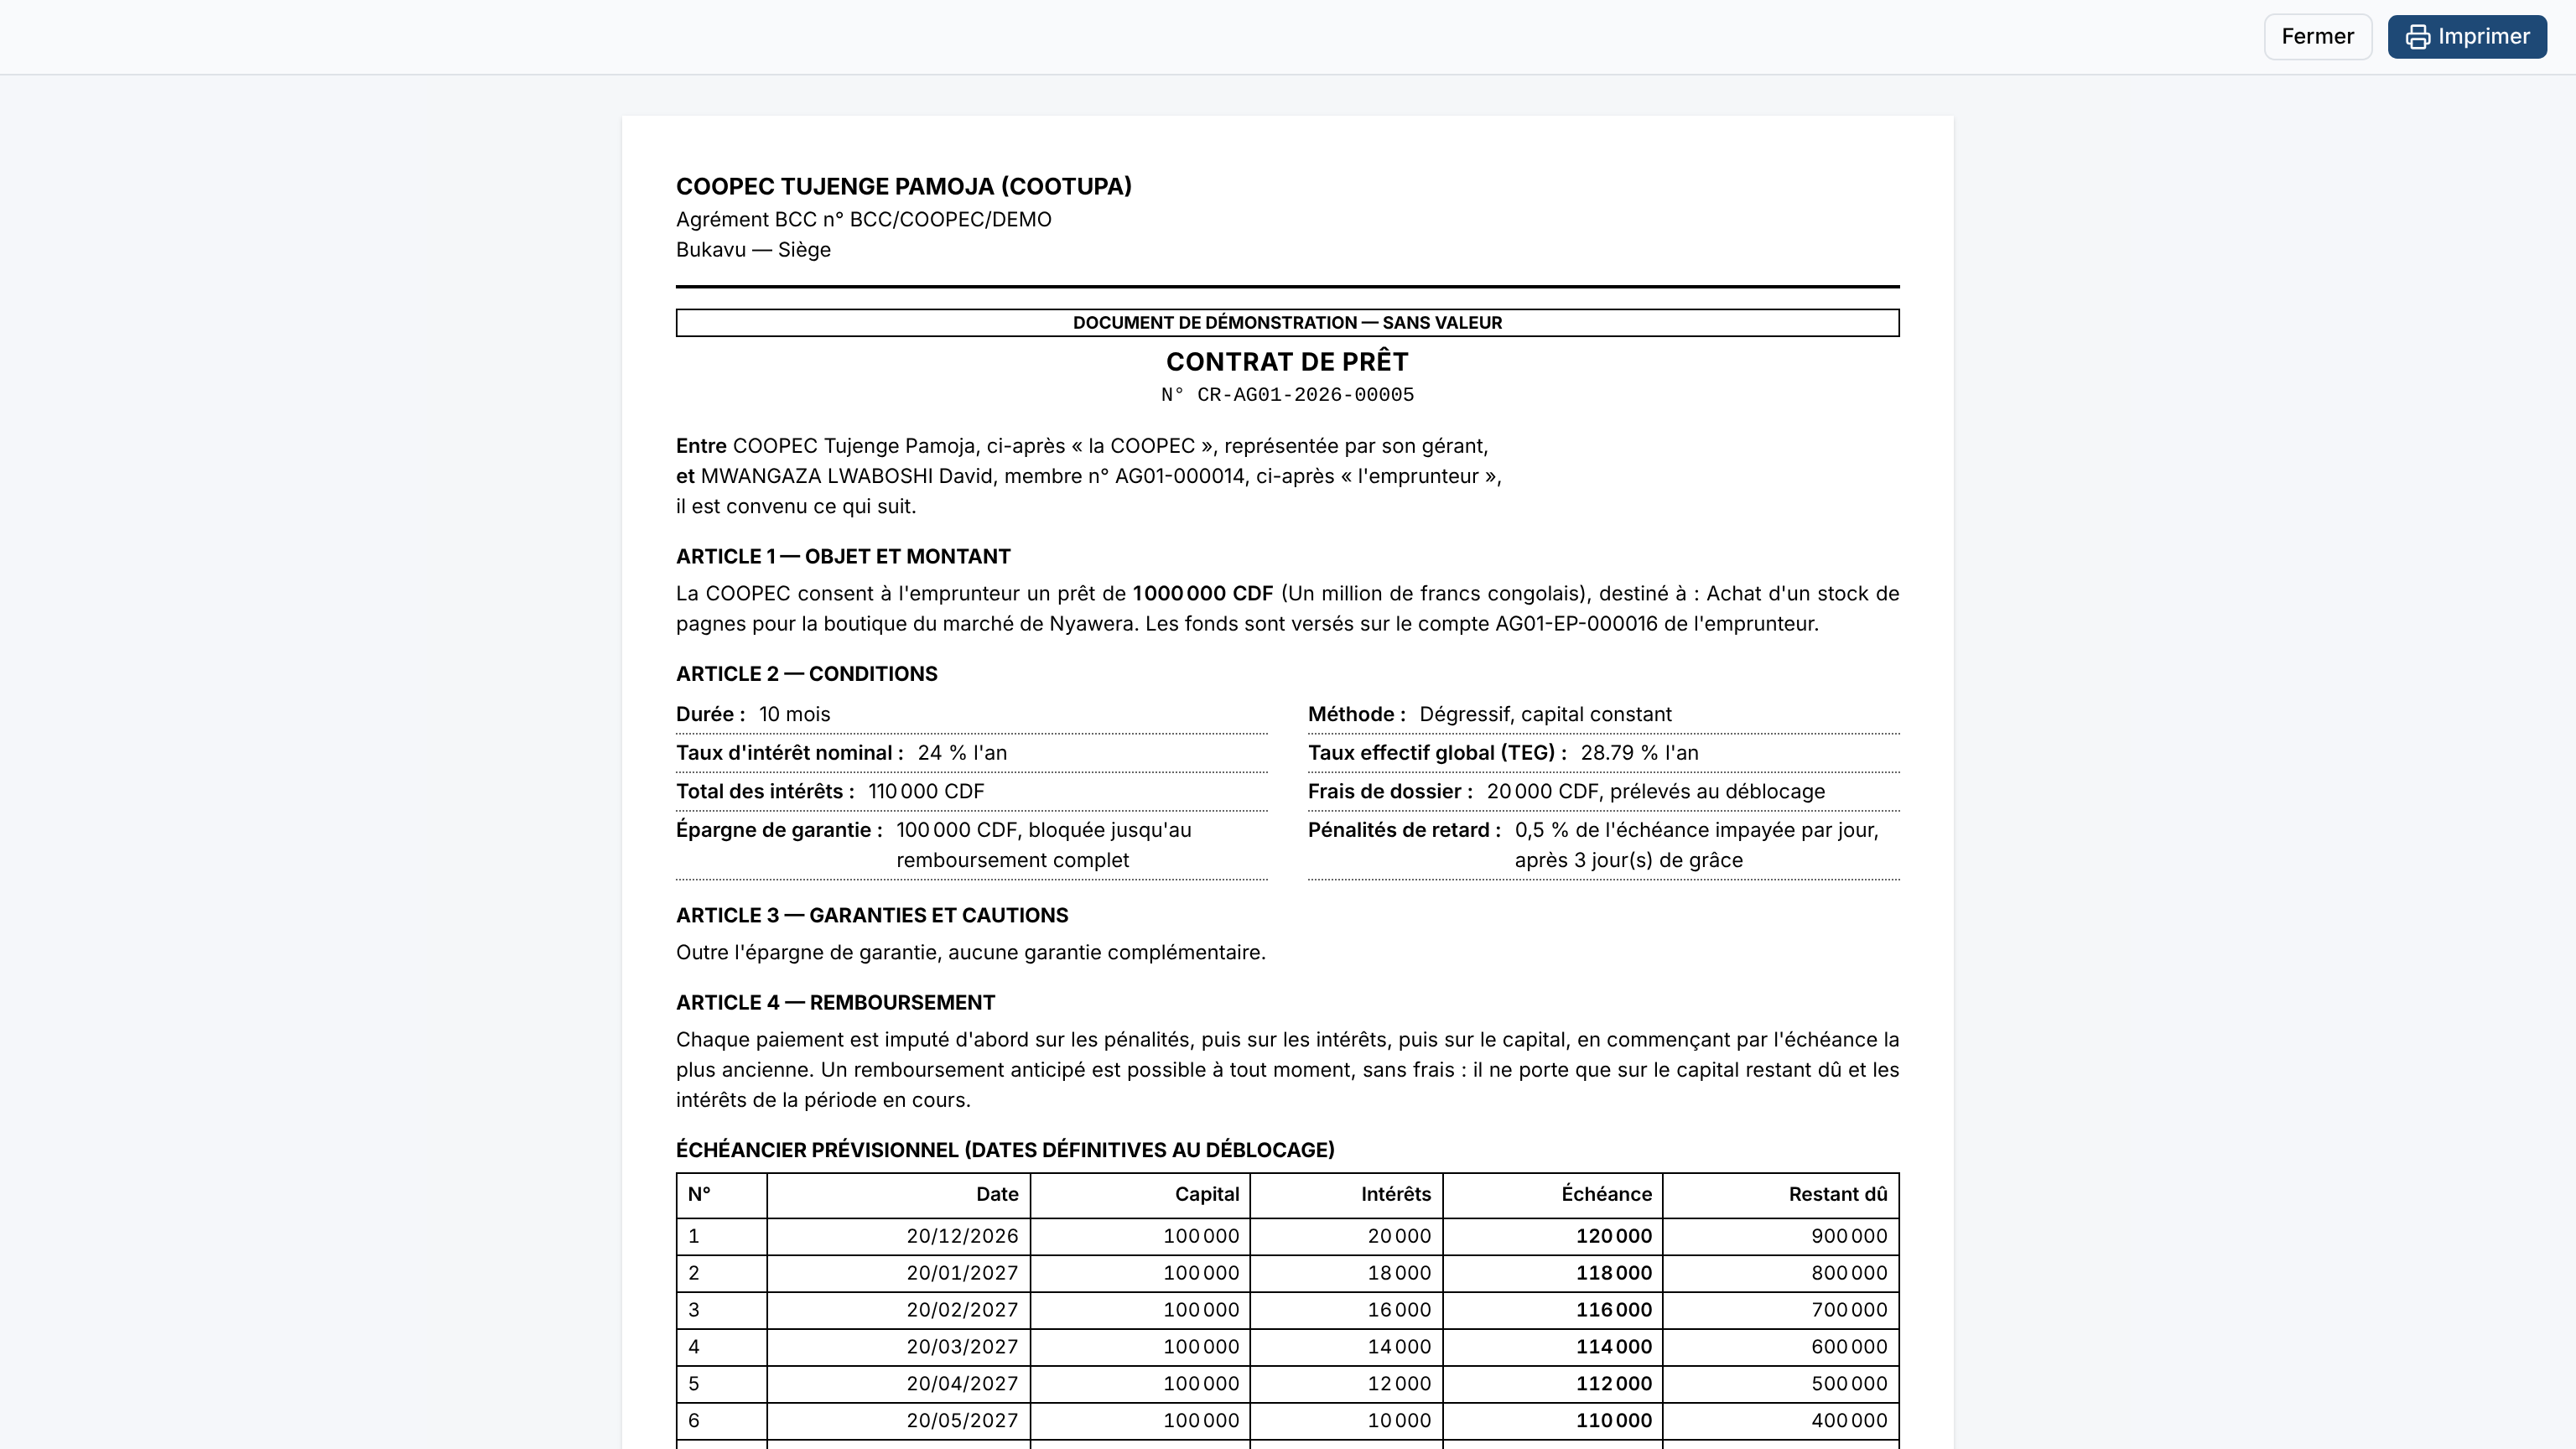 Fermer
Imprimer
COOPEC TUJENGE PAMOJA (COOTUPA)
Agrément BCC n° BCC/COOPEC/DEMO
Bukavu — Siège
DOCUMENT DE DÉMONSTRATION — SANS VALEUR
CONTRAT DE PRÊT
N° CR-AG01-2026-00005
Entre COOPEC Tujenge Pamoja, ci-après « la COOPEC », représentée par son gérant,
et MWANGAZA LWABOSHI David, membre n° AG01-000014, ci-après « l'emprunteur »,
il est convenu ce qui suit.
ARTICLE 1 — OBJET ET MONTANT
La COOPEC consent à l'emprunteur un prêt de 1 000 000 CDF (Un million de francs congolais), destiné à : Achat d'un stock de
pagnes pour la boutique du marché de Nyawera. Les fonds sont versés sur le compte AG01-EP-000016 de l'emprunteur.
ARTICLE 2 — CONDITIONS
Durée : 10 mois
Méthode : Dégressif, capital constant
Taux d'intérêt nominal : 24 % l'an
Taux effectif global (TEG) : 28.79 % l'an
Total des intérêts : 110 000 CDF
Frais de dossier : 20 000 CDF, prélevés au déblocage
Épargne de garantie : 100 000 CDF, bloquée jusqu'au
remboursement complet
Pénalités de retard : 0,5 % de l'échéance impayée par jour,
après 3 jour(s) de grâce
ARTICLE 3 — GARANTIES ET CAUTIONS
Outre l'épargne de garantie, aucune garantie complémentaire.
ARTICLE 4 — REMBOURSEMENT
Chaque paiement est imputé d'abord sur les pénalités, puis sur les intérêts, puis sur le capital, en commençant par l'échéance la
plus ancienne. Un remboursement anticipé est possible à tout moment, sans frais : il ne porte que sur le capital restant dû et les
intérêts de la période en cours.
ÉCHÉANCIER PRÉVISIONNEL (DATES DÉFINITIVES AU DÉBLOCAGE)
N° Date Capital Intérêts Échéance Restant dû
1 20/12/2026 100 000 20 000 120 000 900 000
2 20/01/2027 100 000 18 000 118 000 800 000
3 20/02/2027 100 000 16 000 116 000 700 000
4 20/03/2027 100 000 14 000 114 000 600 000
5 20/04/2027 100 000 12 000 112 000 500 000
6 20/05/2027 100 000 10 000 110 000 400 000